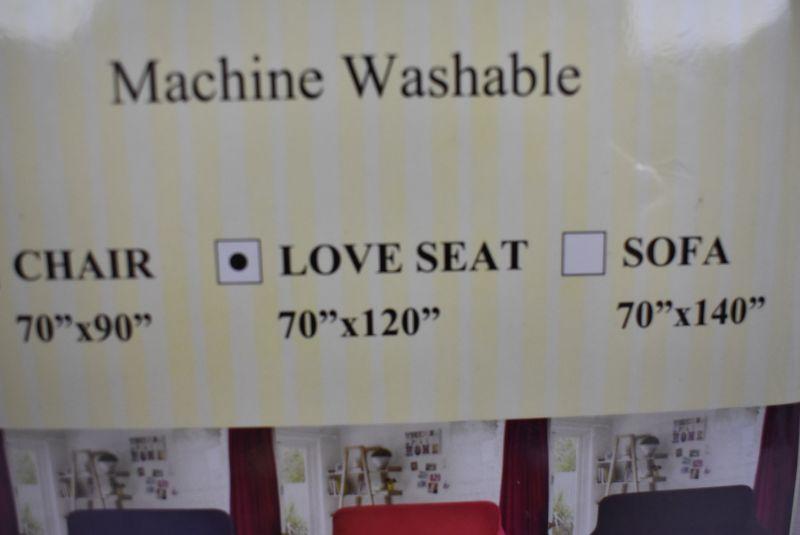 Machine Washable
CHAIR LOVE SEAT SOFA
70”x90” 70”x120” 70”x140”